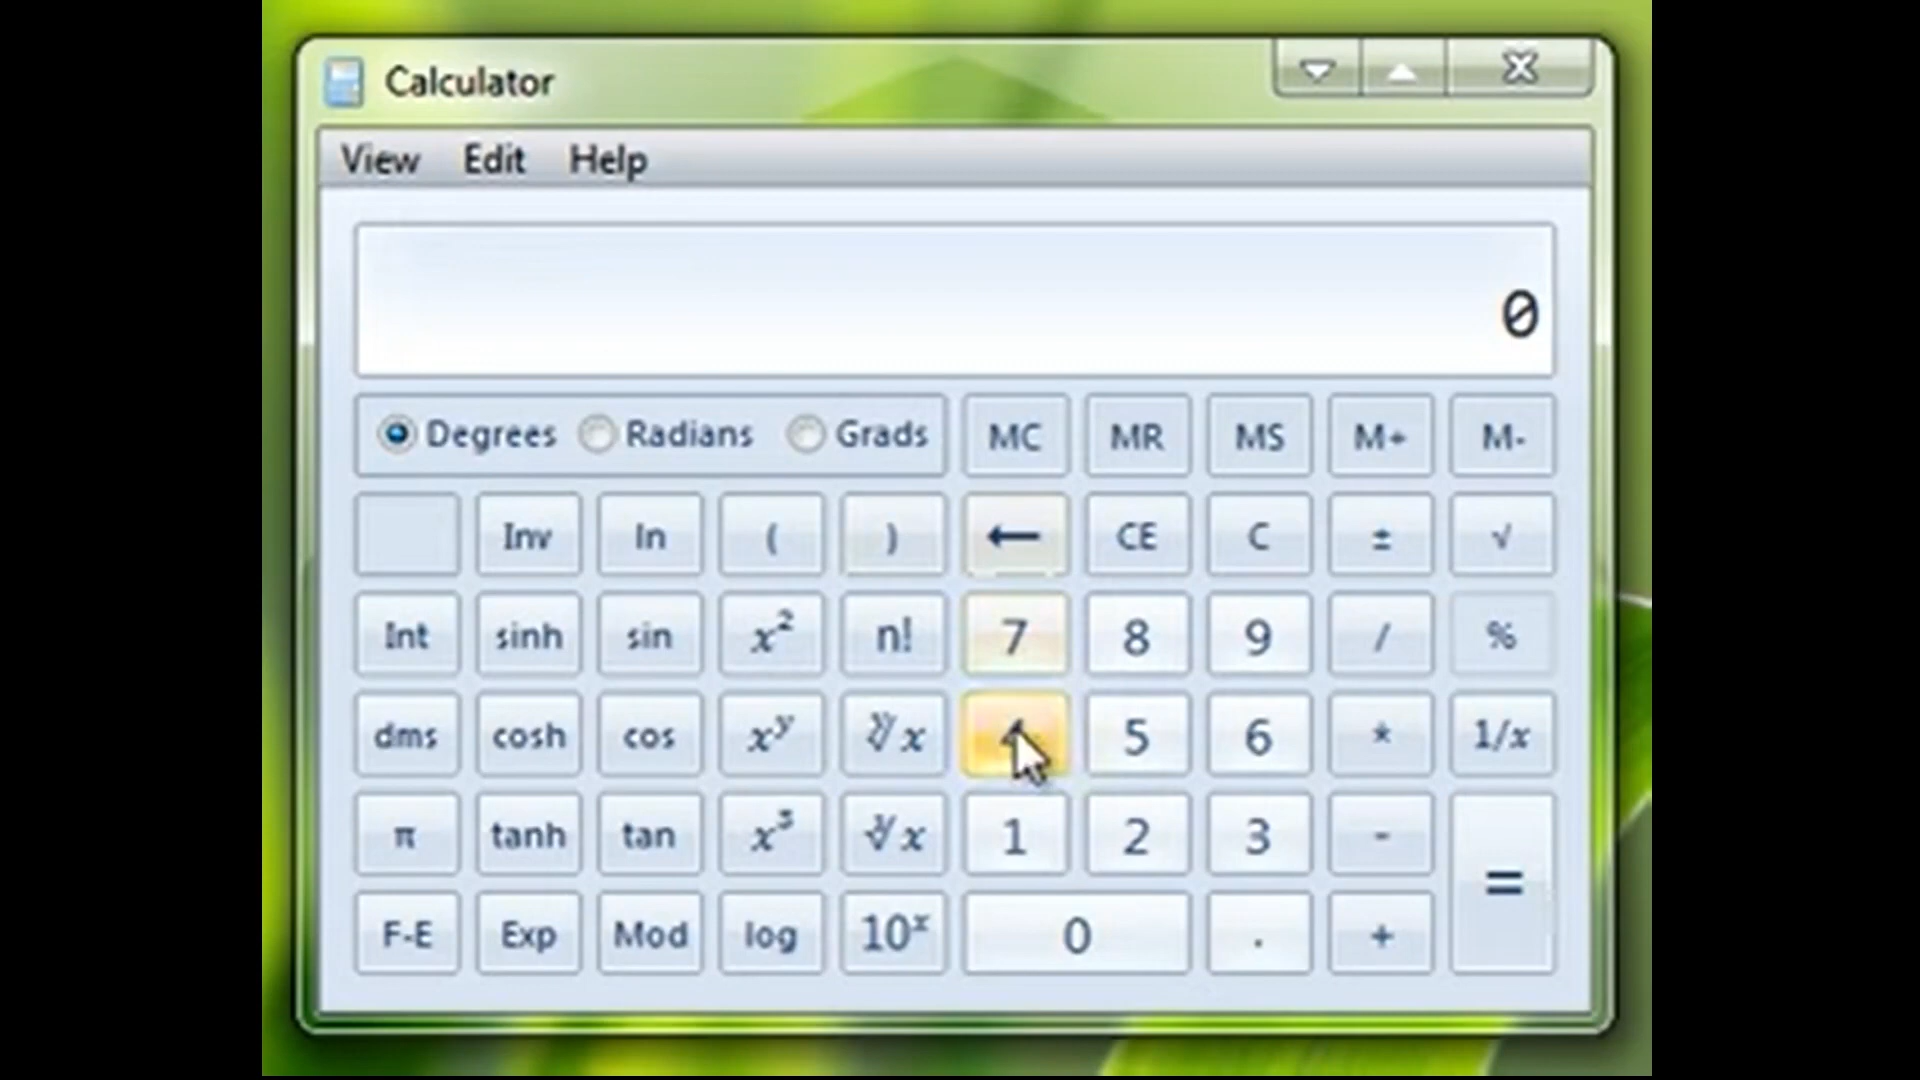 Calculator
View Edit Help
0
Degrees Radians Grads MC MR MS M+ M-
Inv ln ( ) ← CE C ± √
Int sinh sin x² n! 7 8 9 / %
dms cosh cos xʸ ʸ√x 4 5 6 * 1/x
π tanh tan x³ ³√x 1 2 3 -
=
F-E Exp Mod log 10ˣ 0 . +